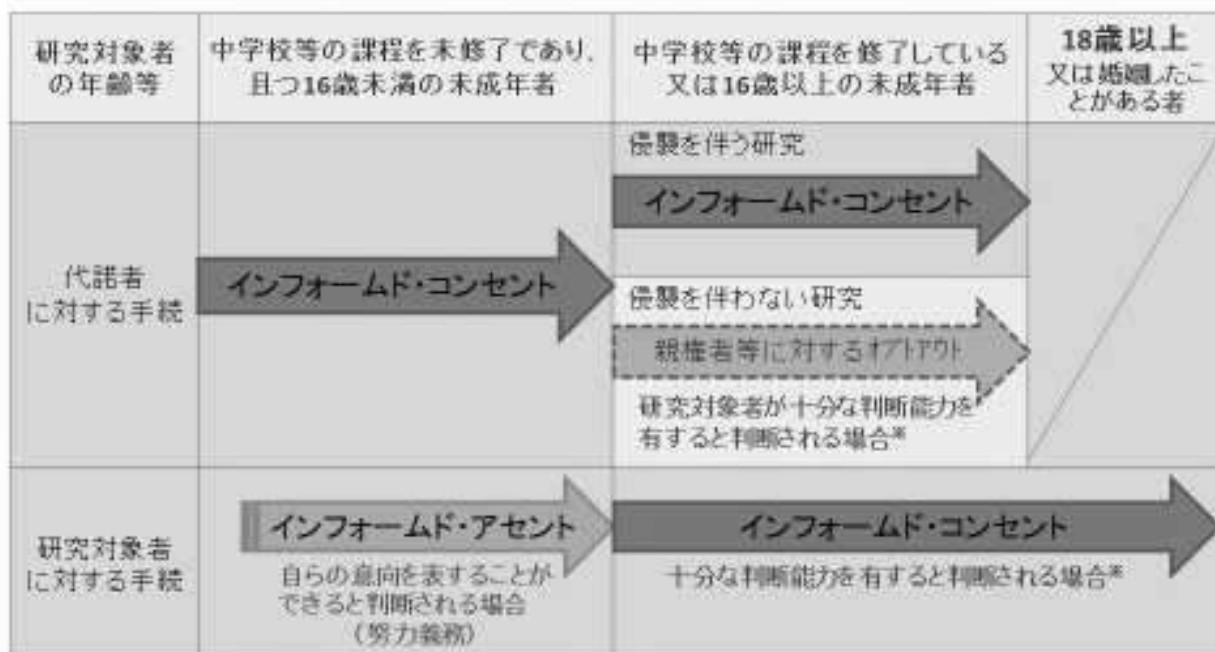 研究対象者
の年齢等
中学校等の課程を未修了であり、
且つ16歳未満の未成年者
中学校等の課程を修了している
又は16歳以上の未成年者
18歳以上
又は婚姻したこ
とがある者
代諾者
に対する手続
インフォームド・コンセント
侵襲を伴う研究
インフォームド・コンセント
侵襲を伴わない研究
親権者等に対するオプトアウト
研究対象者が十分な判断能力を
有すると判断される場合※
研究対象者
に対する手続
インフォームド・アセント
自らの意向を表することが
できると判断される場合
（努力義務）
インフォームド・コンセント
十分な判断能力を有すると判断される場合※